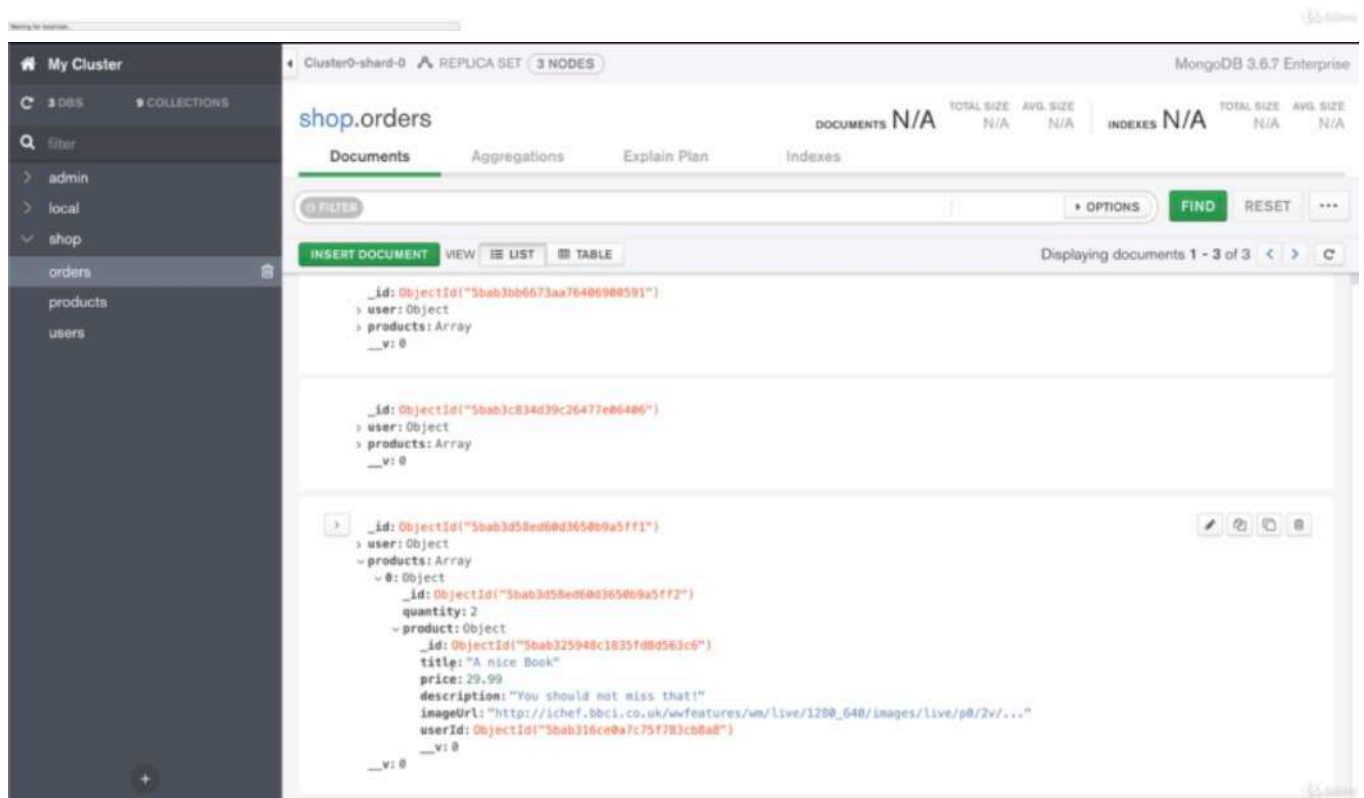 Waiting for localhost...
My Cluster
Cluster0-shard-0 REPLICA SET 3 NODES
MongoDB 3.6.7 Enterprise
3 DBS 9 COLLECTIONS
shop.orders
DOCUMENTS N/A TOTAL SIZE N/A AVG. SIZE N/A INDEXES N/A TOTAL SIZE N/A AVG. SIZE N/A
filter
Documents Aggregations Explain Plan Indexes
admin
local
shop
orders
products
users
FILTER OPTIONS FIND RESET ...
INSERT DOCUMENT VIEW LIST TABLE Displaying documents 1 - 3 of 3
_id: ObjectId("5bab3bb6673aa76406900591")
user: Object
products: Array
__v: 0
_id: ObjectId("5bab3c834d39c26477e06406")
user: Object
products: Array
__v: 0
_id: ObjectId("5bab3d58ed60d3650b9a5ff1")
user: Object
products: Array
0: Object
_id: ObjectId("5bab3d58ed60d3650b9a5ff2")
quantity: 2
product: Object
_id: ObjectId("5bab325948c1835fd8d563c6")
title: "A nice Book"
price: 29.99
description: "You should not miss that!"
imageUrl: "http://ichef.bbci.co.uk/wwfeatures/wm/live/1280_640/images/live/p0/2v/..."
userId: ObjectId("5bab316ce0a7c75f783cb8a8")
__v: 0
__v: 0